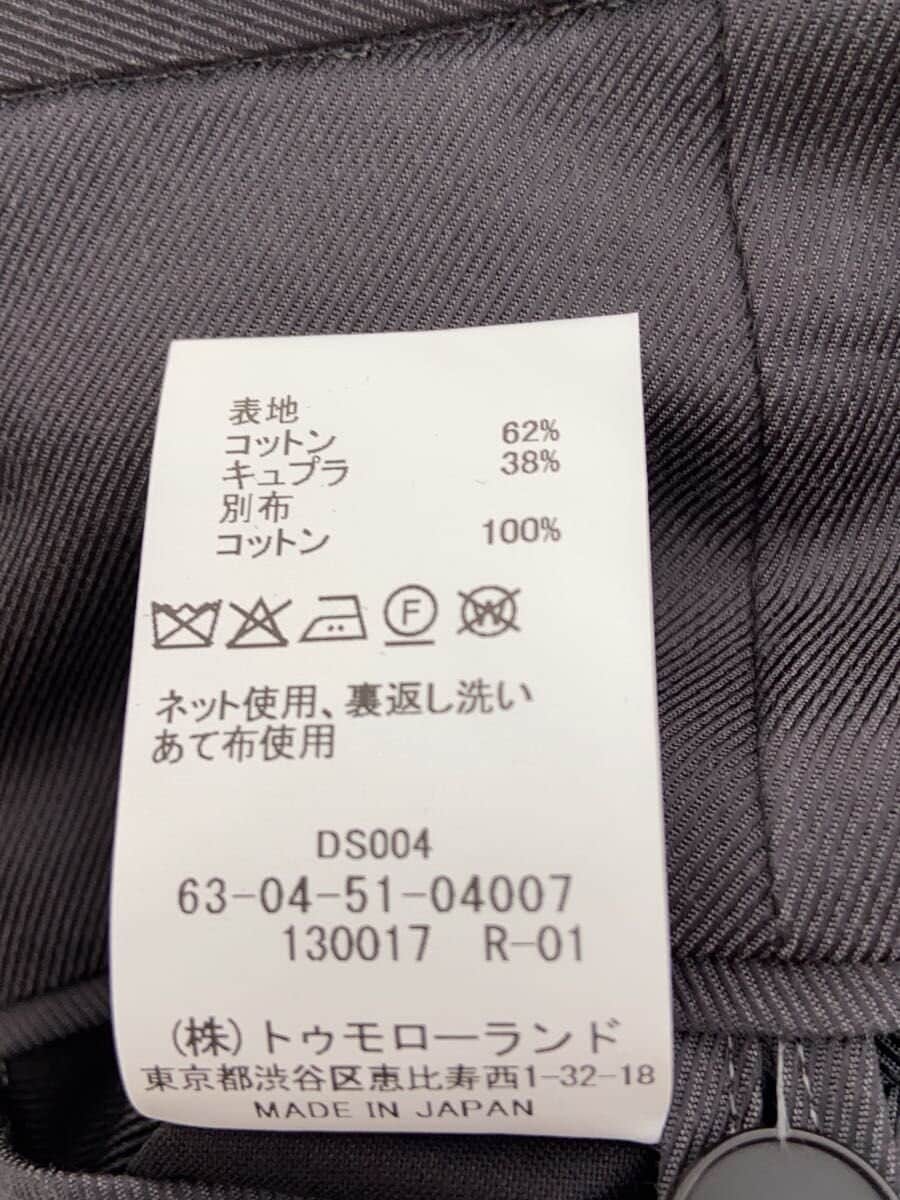 表地
コットン 62%
キュプラ 38%
別布
コットン 100%
F W
ネット使用、裏返し洗い
あて布使用
DS004
63-04-51-04007
130017 R-01
(株)トゥモローランド
東京都渋谷区恵比寿西1-32-18
MADE IN JAPAN